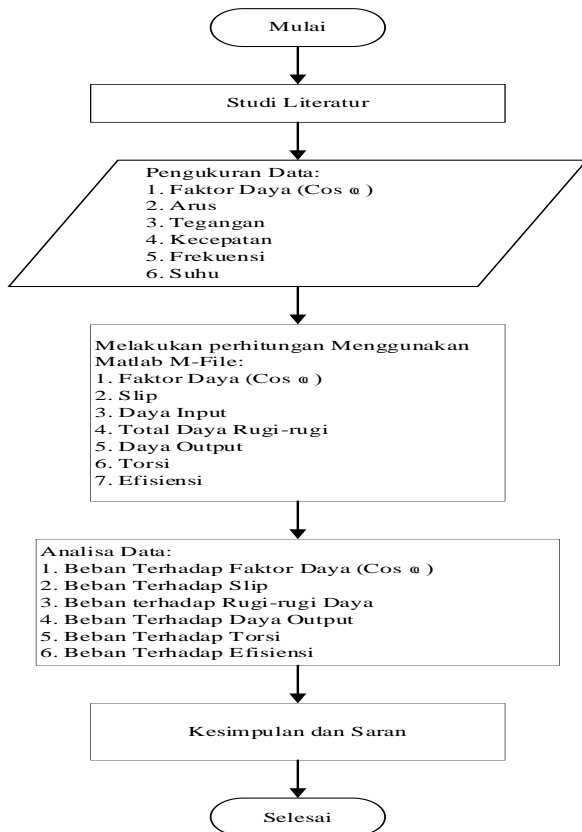 Mulai
Studi Literatur
Pengukuran Data:
1. Faktor Daya (Cos φ )
2. Arus
3. Tegangan
4. Kecepatan
5. Frekuensi
6. Suhu
Melakukan perhitungan Menggunakan
Matlab M-File:
1. Faktor Daya (Cos φ )
2. Slip
3. Daya Input
4. Total Daya Rugi-rugi
5. Daya Output
6. Torsi
7. Efisiensi
Analisa Data:
1. Beban Terhadap Faktor Daya (Cos φ )
2. Beban Terhadap Slip
3. Beban terhadap Rugi-rugi Daya
4. Beban Terhadap Daya Output
5. Beban Terhadap Torsi
6. Beban Terhadap Efisiensi
Kesimpulan dan Saran
Selesai